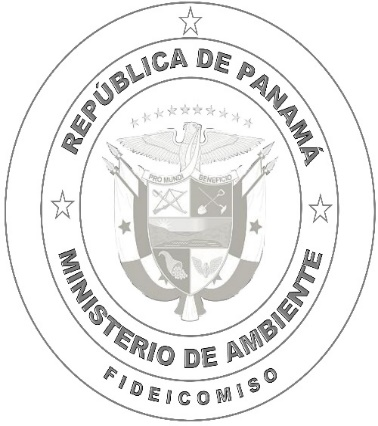 REPÚBLICA DE PANAMÁ
PRO MUNDI BENEFICIO
MINISTERIO DE AMBIENTE
FIDEICOMISO